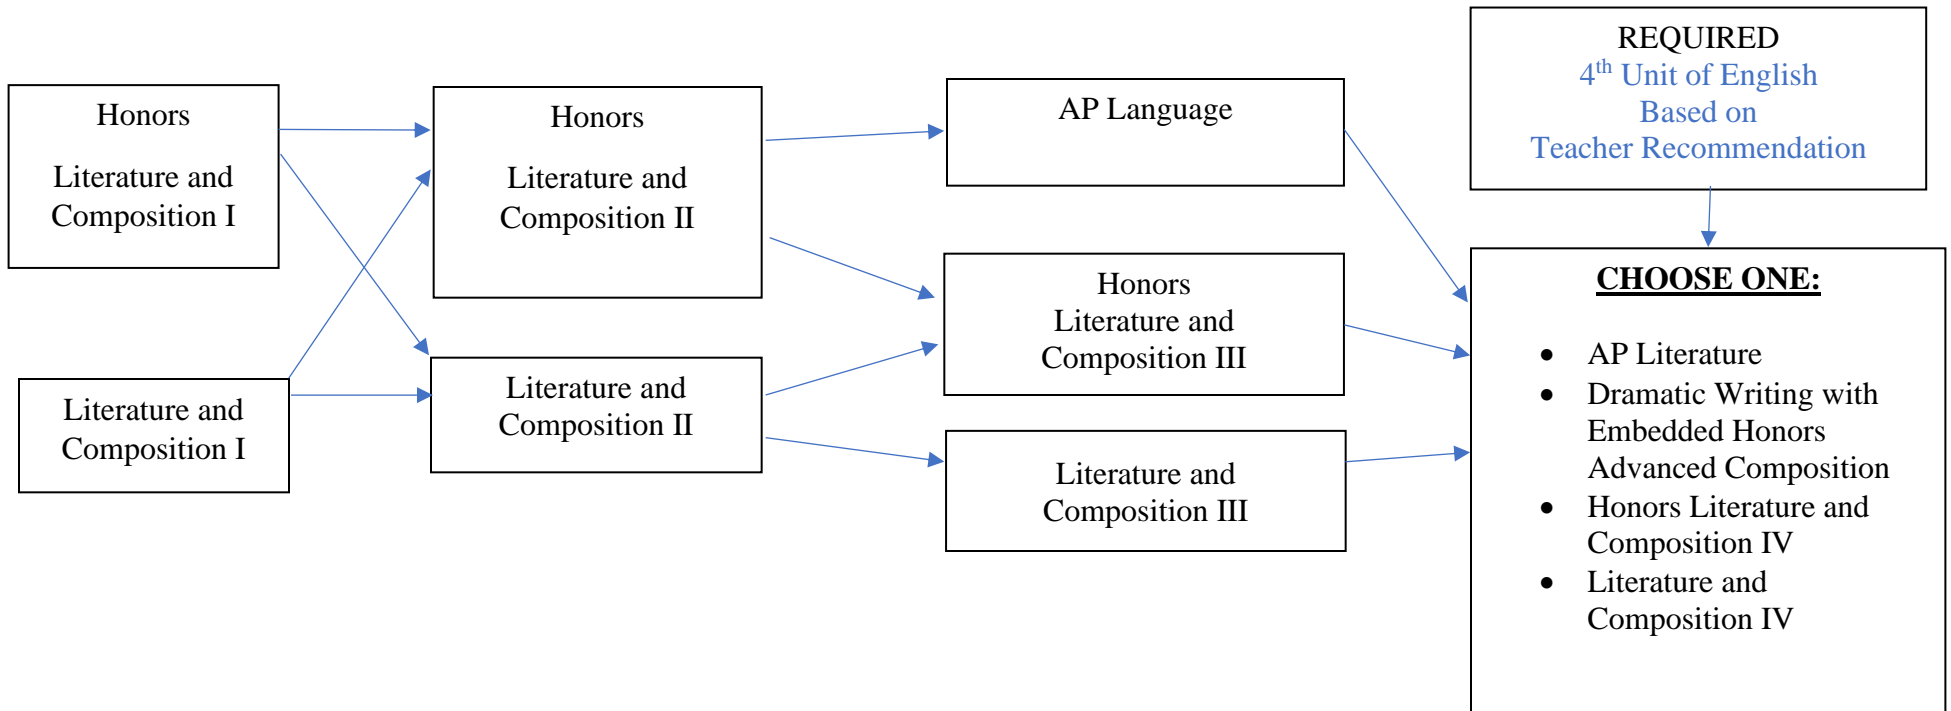 Honors
Literature and
Composition I
Literature and
Composition I
Honors
Literature and
Composition II
Literature and
Composition II
AP Language
Honors
Literature and
Composition III
Literature and
Composition III
REQUIRED
4th Unit of English
Based on
Teacher Recommendation
CHOOSE ONE:
• AP Literature
• Dramatic Writing with
Embedded Honors
Advanced Composition
• Honors Literature and
Composition IV
• Literature and
Composition IV